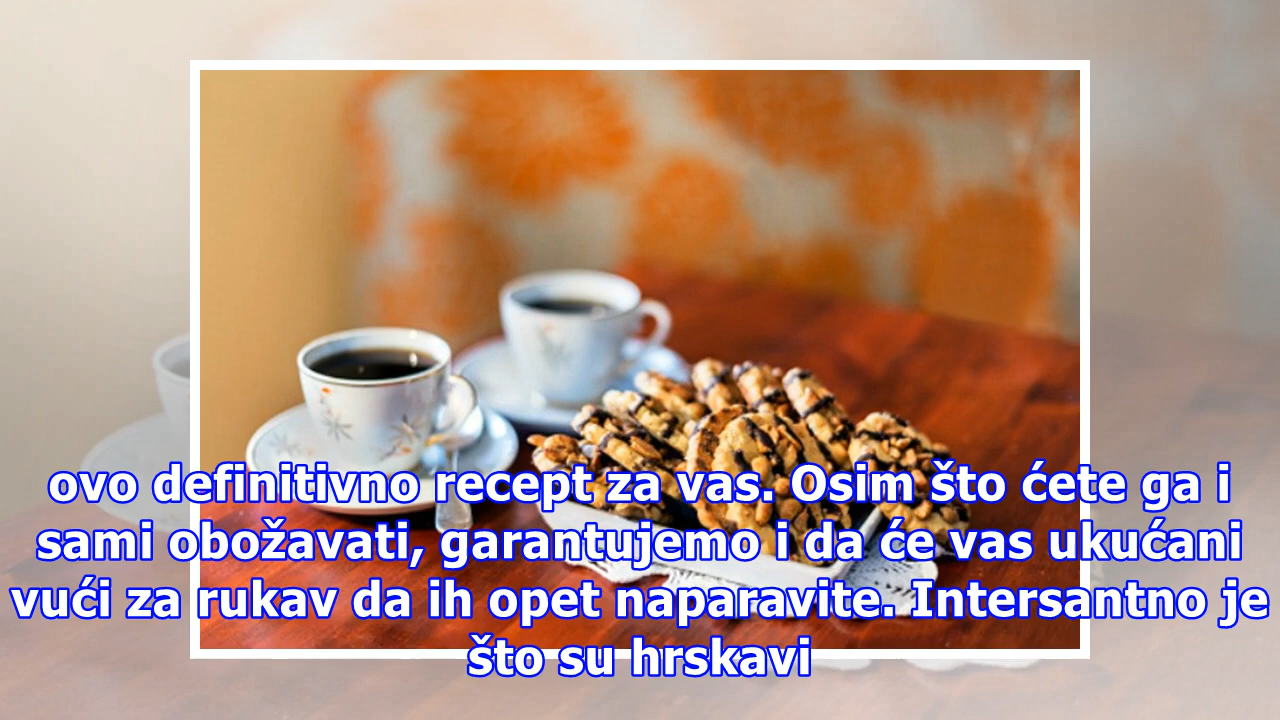 ovo definitivno recept za vas. Osim što ćete ga i
sami obožavati, garantujemo i da će vas ukućani
vući za rukav da ih opet naparavite. Intersantno je
što su hrskavi